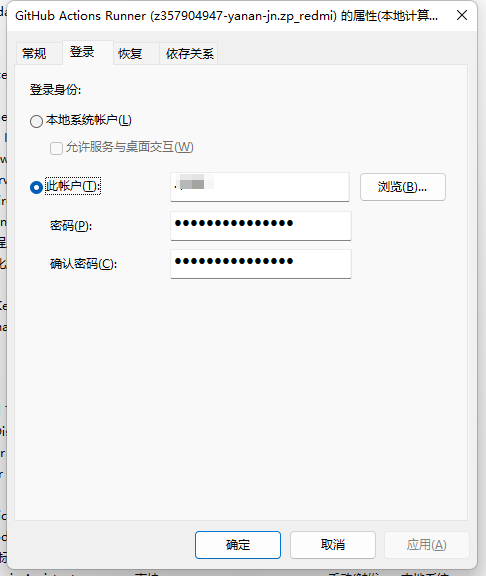 GitHub Actions Runner (z357904947-yanan-jn.zp_redmi) 的属性(本地计算...
常规 登录 恢复 依存关系
登录身份:
本地系统帐户(L)
允许服务与桌面交互(W)
此帐户(T):
浏览(B)...
密码(P):
确认密码(C):
确定 取消 应用(A)